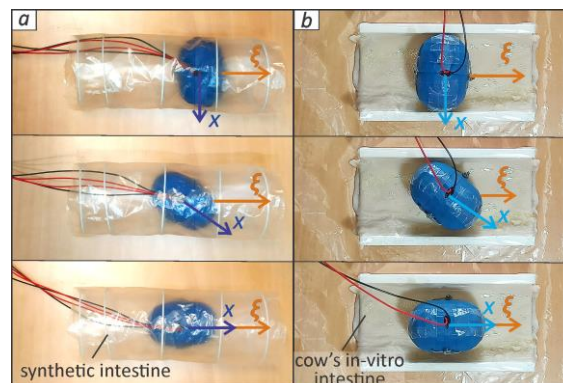 a
ξ
x
b
ξ
x
ξ
x
ξ
x
x
ξ
synthetic intestine
x
ξ
cow's in-vitro
intestine